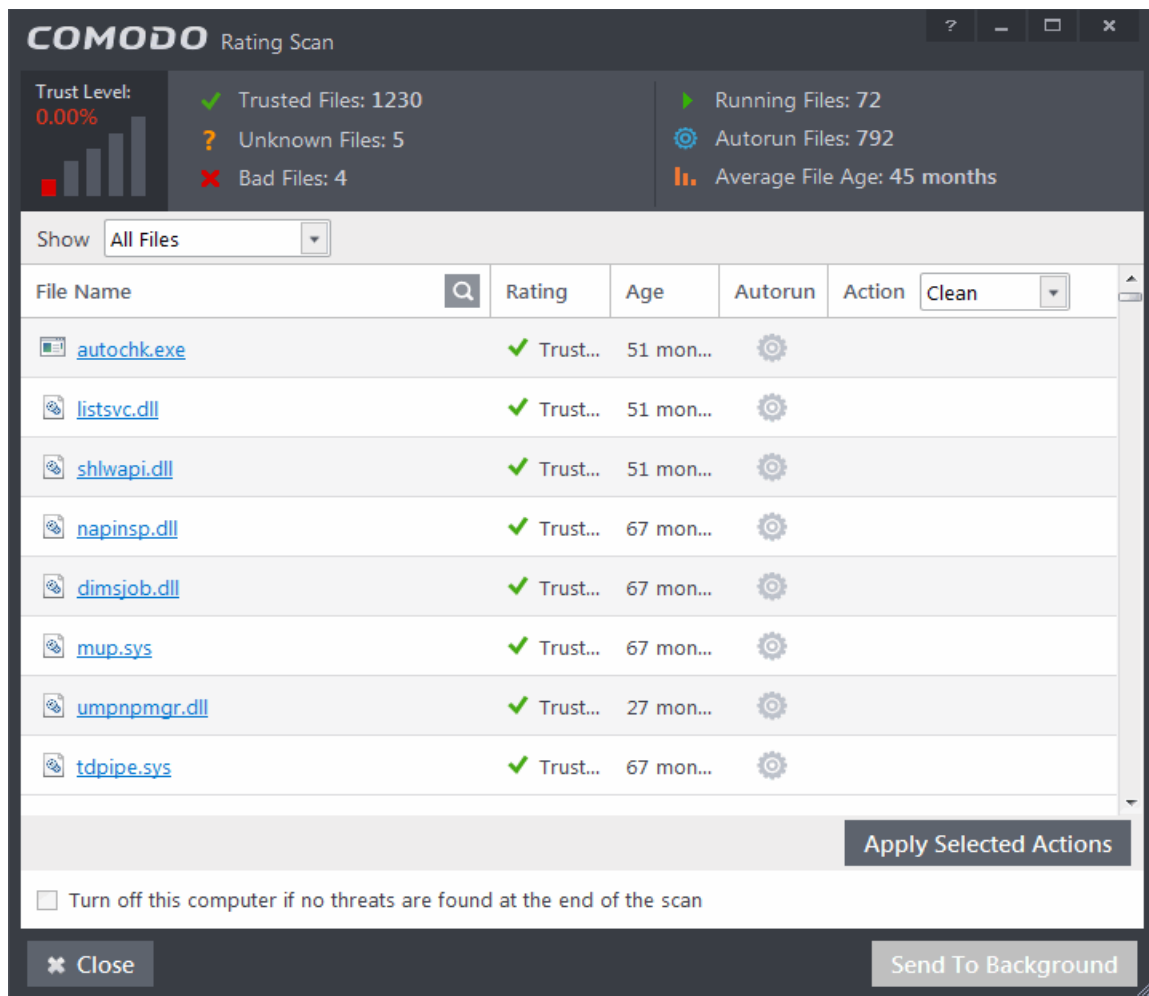 COMODO Rating Scan
?
Trust Level:
0.00%
Trusted Files: 1230
? Unknown Files: 5
Bad Files: 4
Running Files: 72
Autorun Files: 792
Average File Age: 45 months
Show All Files
File Name Rating Age Autorun Action Clean
autochk.exe Trust... 51 mon...
listsvc.dll Trust... 51 mon...
shlwapi.dll Trust... 51 mon...
napinsp.dll Trust... 67 mon...
dimsjob.dll Trust... 67 mon...
mup.sys Trust... 67 mon...
umpnpmgr.dll Trust... 27 mon...
tdpipe.sys Trust... 67 mon...
Apply Selected Actions
Turn off this computer if no threats are found at the end of the scan
Close Send To Background